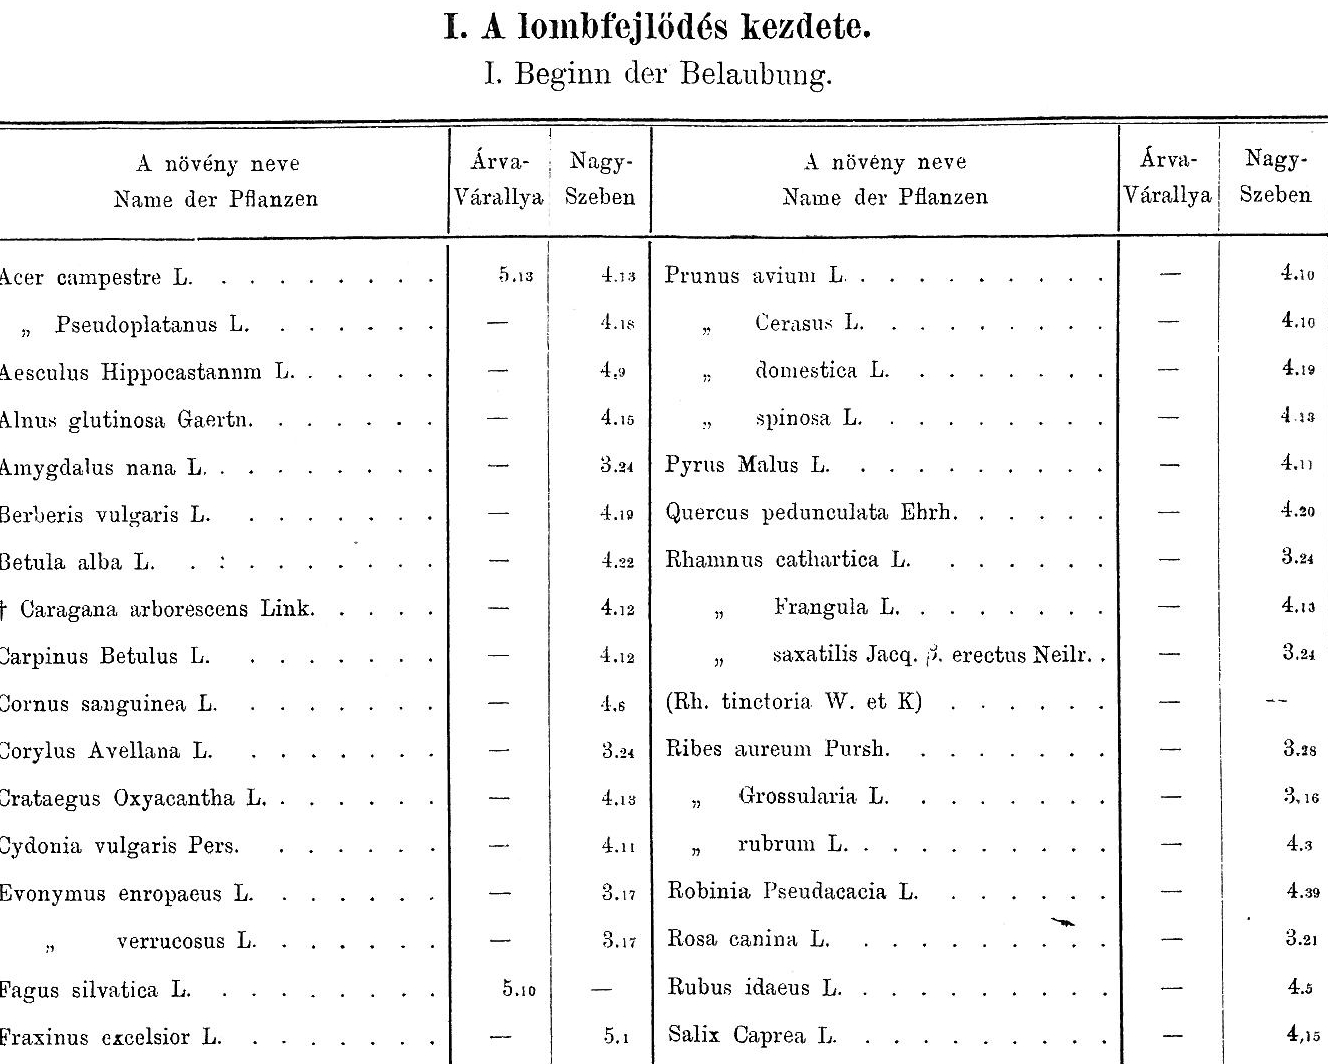 I. A lombfejlődés kezdete.
I. Beginn der Belaubung.
A növény neve Árva- Nagy- A növény neve Árva- Nagy-
Name der Pflanzen Várallya Szeben Name der Pflanzen Várallya Szeben
Acer campestre L. . . . . . . . . 5.13 4.13 Prunus avium L. . . . . . . . . . — 4.10
„ Pseudoplatanus L. . . . . . . — 4.18 „ Cerasus L. . . . . . . . . — 4.10
Aesculus Hippocastannm L. . . . . . — 4.9 „ domestica L. . . . . . . . — 4.19
Alnus glutinosa Gaertn. . . . . . . — 4.15 „ spinosa L. . . . . . . . . — 4.13
Amygdalus nana L. . . . . . . . . — 3.24 Pyrus Malus L. . . . . . . . . . — 4.11
Berberis vulgaris L. . . . . . . . — 4.19 Quercus pedunculata Ehrh. . . . . . — 4.20
Betula alba L. . : . . . . . . . — 4.22 Rhamnus cathartica L. . . . . . . — 3.24
† Caragana arborescens Link. . . . . — 4.12 „ Frangula L. . . . . . . . — 4.13
Carpinus Betulus L. . . . . . . . — 4.12 „ saxatilis Jacq. β. erectus Neilr. . — 3.24
Cornus sanguinea L. . . . . . . . — 4.6 (Rh. tinctoria W. et K) . . . . . . — --
Corylus Avellana L. . . . . . . . — 3.24 Ribes aureum Pursh. . . . . . . . — 3.28
Crataegus Oxyacantha L. . . . . . . — 4.13 „ Grossularia L. . . . . . . . — 3.16
Cydonia vulgaris Pers. . . . . . . — 4.11 „ rubrum L. . . . . . . . . . — 4.3
Evonymus enropaeus L. . . . . . . — 3.17 Robinia Pseudacacia L. . . . . . . — 4.39
„ verrucosus L. . . . . . . — 3.17 Rosa canina L. . . . . . . . . . — 3.21
Fagus silvatica L. . . . . . . . . 5.10 — Rubus idaeus L. . . . . . . . . . — 4.5
Fraxinus excelsior L. . . . . . . . — 5.1 Salix Caprea L. . . . . . . . . . — 4,15